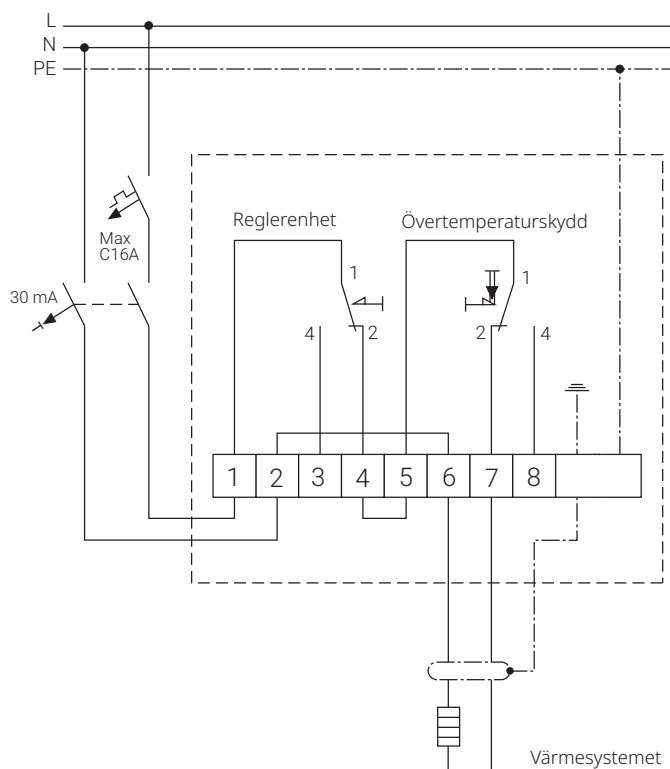 L
N
PE
Reglerenhet
Övertemperaturskydd
Max
C16A
1
1
30 mA
4
2
2
4
1 2 3 4 5 6 7 8
Värmesystemet